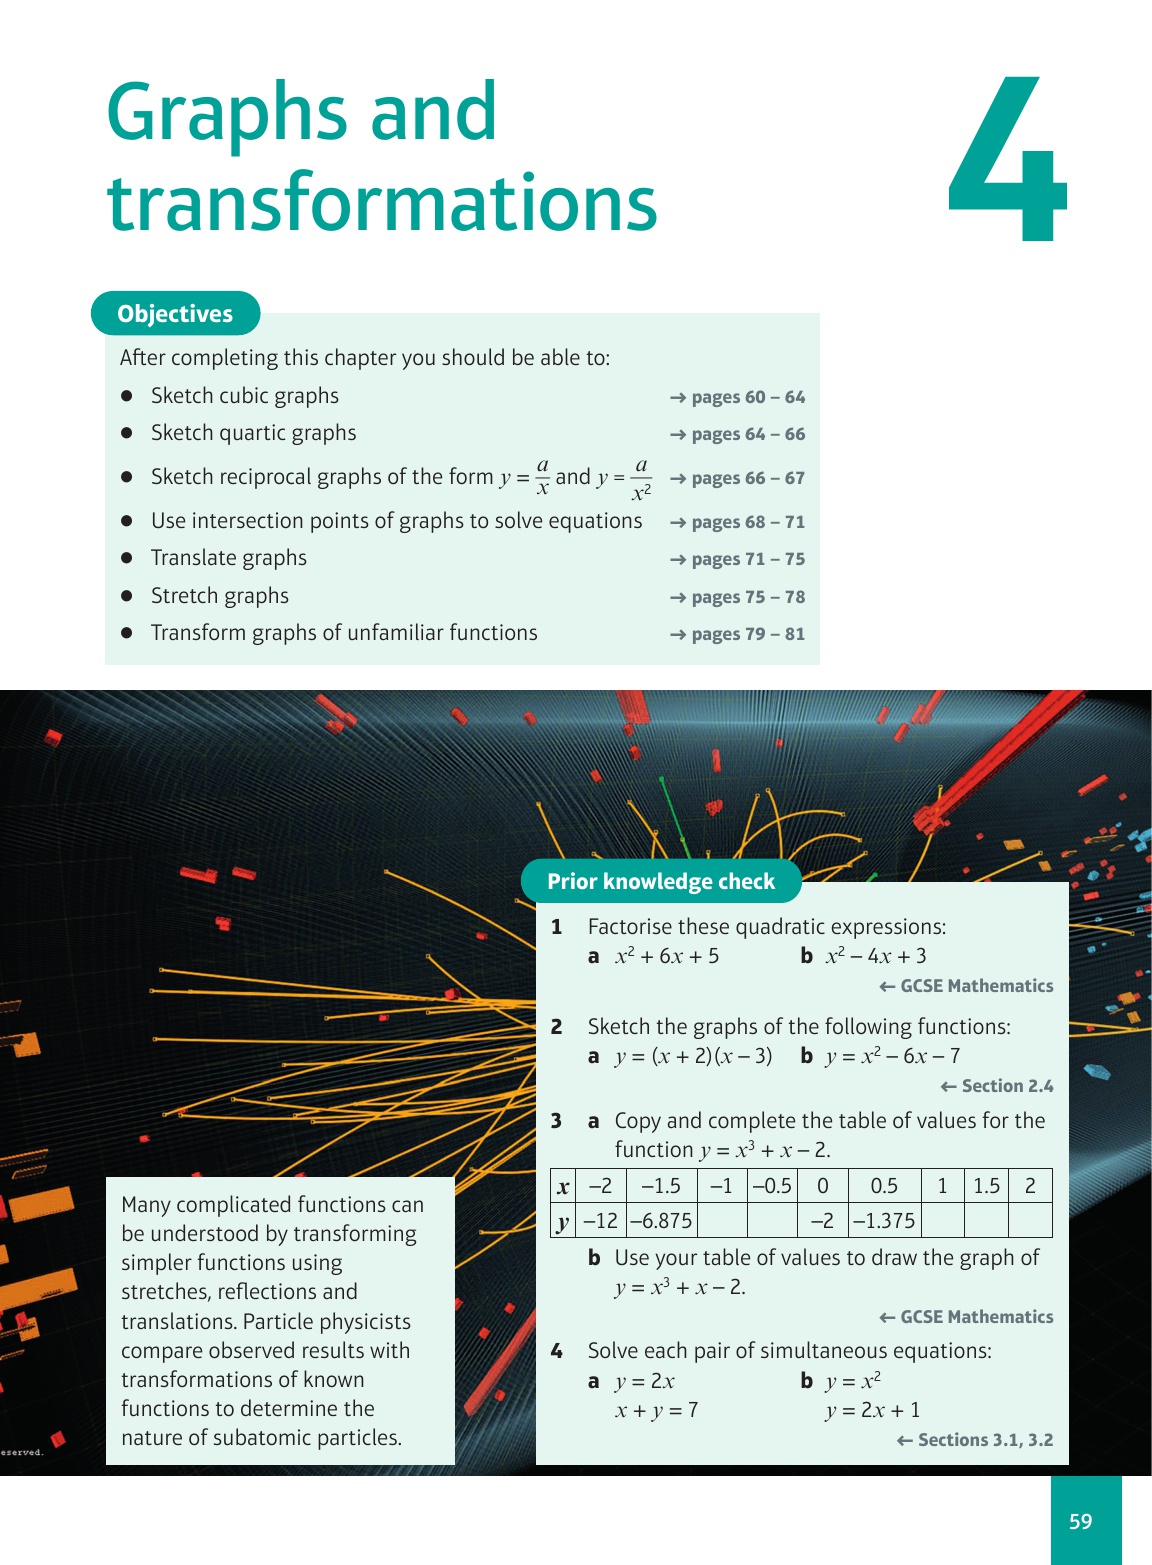 Graphs and
transformations
4
Objectives
After completing this chapter you should be able to:
● Sketch cubic graphs → pages 60 – 64
● Sketch quartic graphs → pages 64 – 66
● Sketch reciprocal graphs of the form y = a/x and y = a/x² → pages 66 – 67
● Use intersection points of graphs to solve equations → pages 68 – 71
● Translate graphs → pages 71 – 75
● Stretch graphs → pages 75 – 78
● Transform graphs of unfamiliar functions → pages 79 – 81
Many complicated functions can
be understood by transforming
simpler functions using
stretches, reflections and
translations. Particle physicists
compare observed results with
transformations of known
functions to determine the
nature of subatomic particles.
eserved.
Prior knowledge check
1 Factorise these quadratic expressions:
a x² + 6x + 5 b x² – 4x + 3
← GCSE Mathematics
2 Sketch the graphs of the following functions:
a y = (x + 2)(x – 3) b y = x² – 6x – 7
← Section 2.4
3 a Copy and complete the table of values for the
function y = x³ + x – 2.
x –2 –1.5 –1 –0.5 0 0.5 1 1.5 2
y –12 –6.875 –2 –1.375
b Use your table of values to draw the graph of
y = x³ + x – 2.
← GCSE Mathematics
4 Solve each pair of simultaneous equations:
a y = 2x b y = x²
x + y = 7 y = 2x + 1
← Sections 3.1, 3.2
59